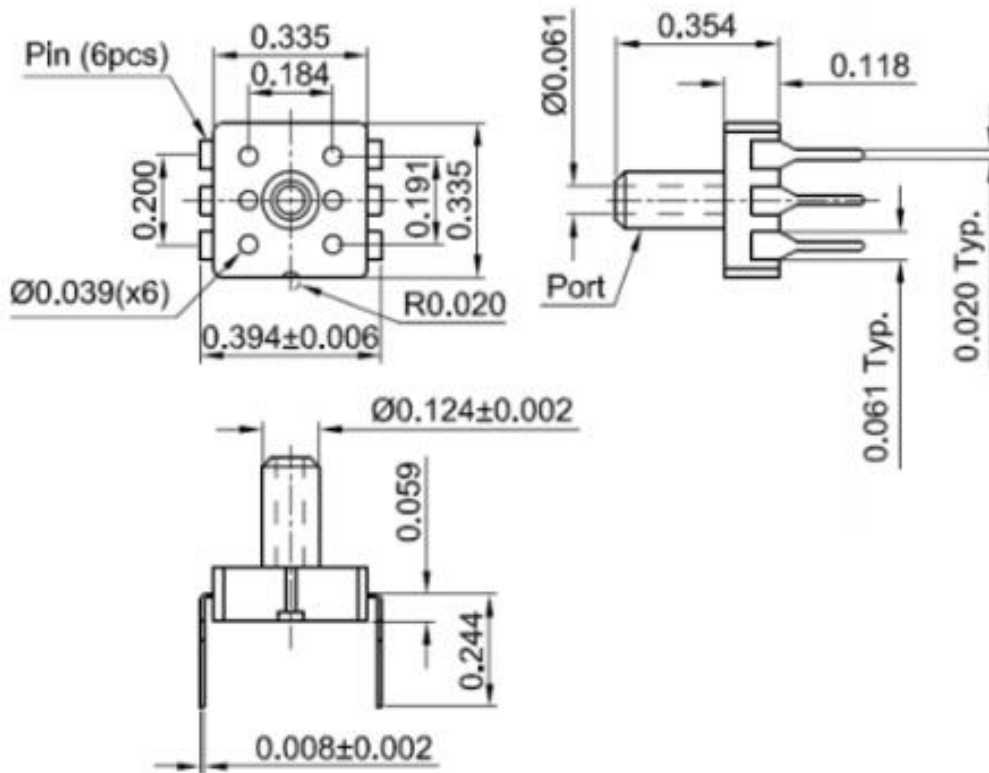 Pin (6pcs)
0.335
0.184
0.200
0.191
0.335
Ø0.039(x6)
R0.020
0.394±0.006
Ø0.061
0.354
0.118
Port
0.061 Typ.
0.020 Typ.
Ø0.124±0.002
0.059
0.244
0.008±0.002